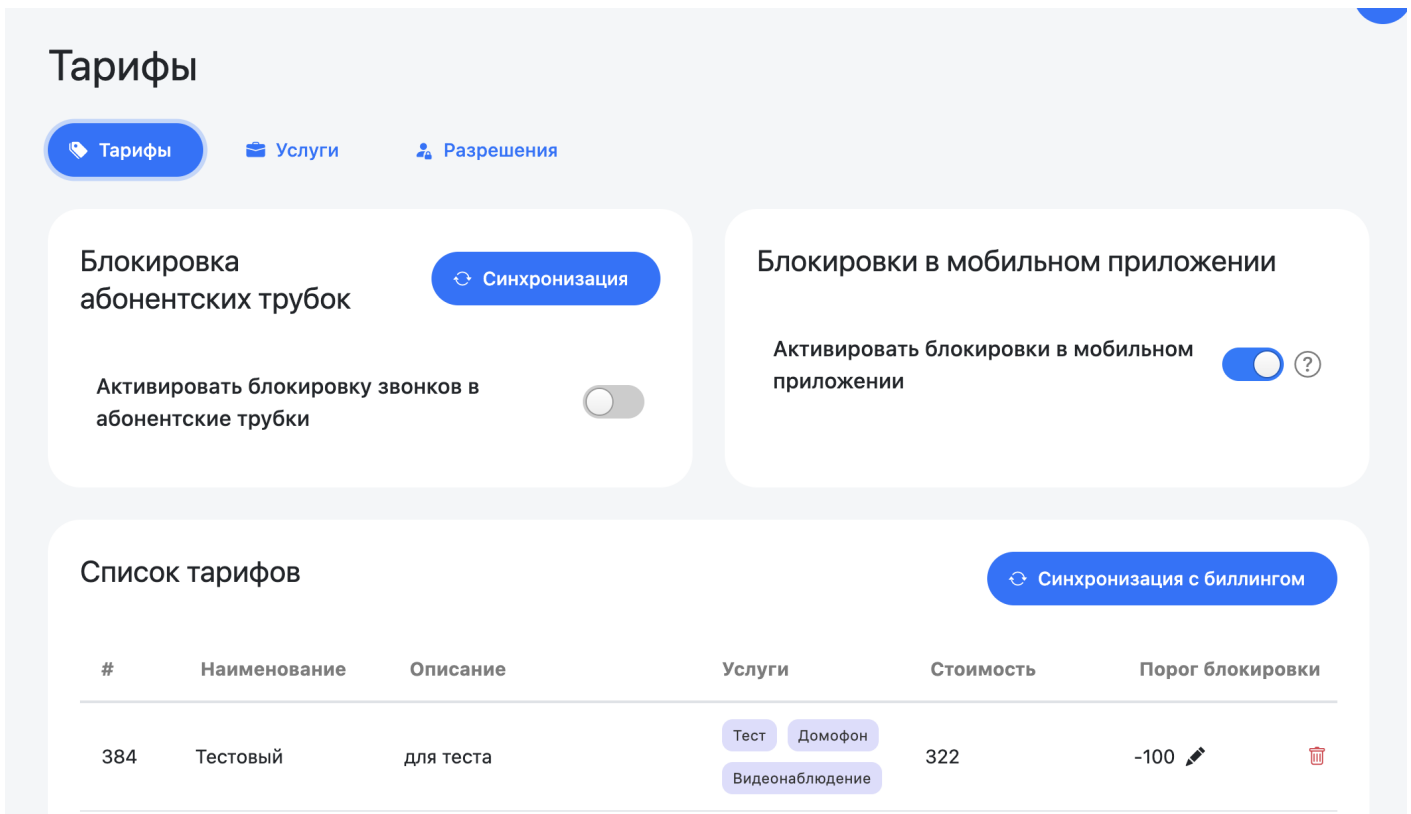 Тарифы
Тарифы
Услуги
Разрешения
Блокировка
абонентских трубок
Синхронизация
Активировать блокировку звонков в
абонентские трубки
Блокировки в мобильном приложении
Активировать блокировки в мобильном
приложении
?
Список тарифов
Синхронизация с биллингом
# Наименование Описание Услуги Стоимость Порог блокировки
384 Тестовый для теста Тест Домофон 322 -100
Видеонаблюдение